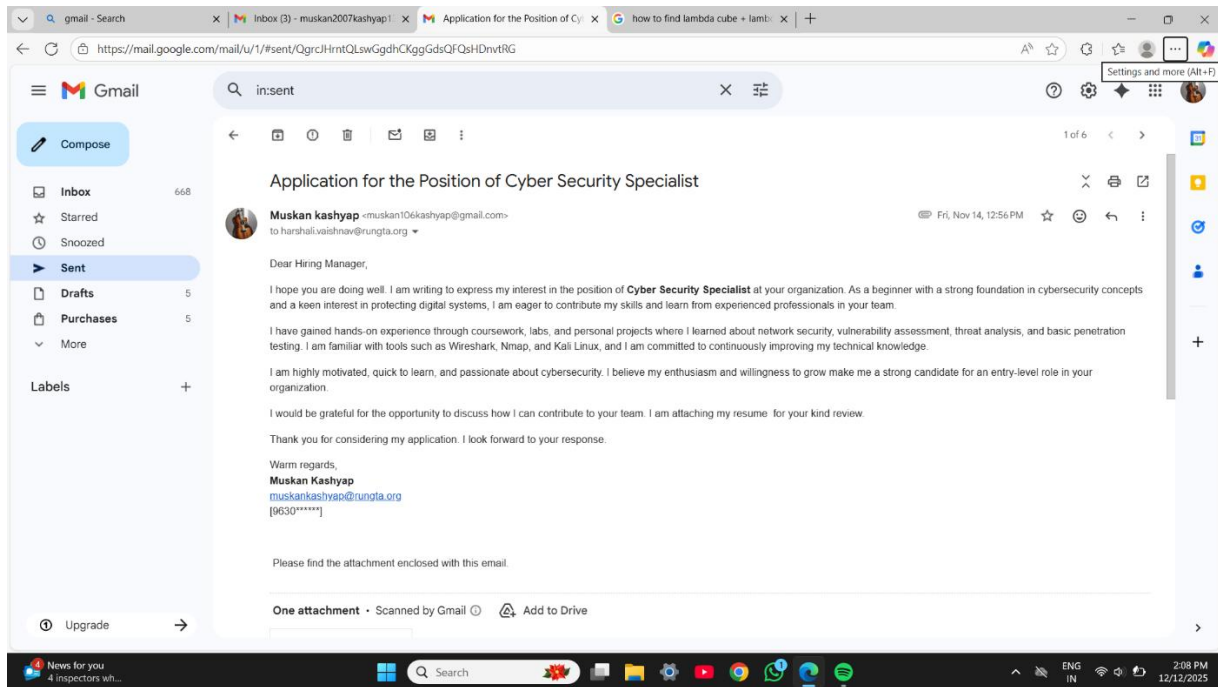 gmail - Search
Inbox (3) - muskan2007kashyap1
Application for the Position of Cy
how to find lambda cube + lamb
https://mail.google.com/mail/u/1/#sent/QgrcJHrntQLswGgdhCKggGdsQFQsHDnvtRG
Settings and more (Alt+F)
Gmail
in:sent
Compose
1 of 6
Inbox 668
Starred
Snoozed
Sent
Drafts 5
Purchases 5
More
Labels
Upgrade
Application for the Position of Cyber Security Specialist
Muskan kashyap <muskan106kashyap@gmail.com>
Fri, Nov 14, 12:56 PM
to harshali.vaishnav@rungta.org
Dear Hiring Manager,
I hope you are doing well. I am writing to express my interest in the position of Cyber Security Specialist at your organization. As a beginner with a strong foundation in cybersecurity concepts
and a keen interest in protecting digital systems, I am eager to contribute my skills and learn from experienced professionals in your team.
I have gained hands-on experience through coursework, labs, and personal projects where I learned about network security, vulnerability assessment, threat analysis, and basic penetration
testing. I am familiar with tools such as Wireshark, Nmap, and Kali Linux, and I am committed to continuously improving my technical knowledge.
I am highly motivated, quick to learn, and passionate about cybersecurity. I believe my enthusiasm and willingness to grow make me a strong candidate for an entry-level role in your
organization.
I would be grateful for the opportunity to discuss how I can contribute to your team. I am attaching my resume for your kind review.
Thank you for considering my application. I look forward to your response.
Warm regards,
Muskan Kashyap
muskankashyap@rungta.org
[9630******]
Please find the attachment enclosed with this email.
One attachment • Scanned by Gmail
Add to Drive
4
News for you
4 inspectors wh...
Search
ENG
IN
2:08 PM
12/12/2025